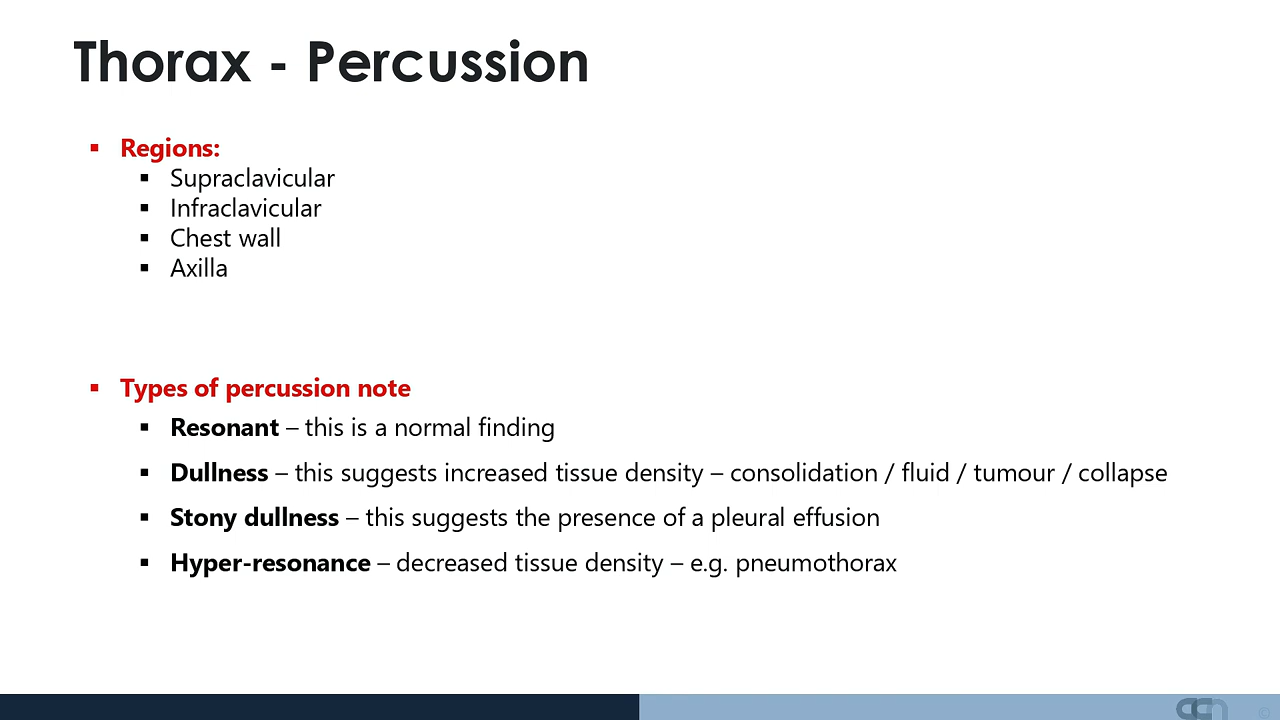 Thorax - Percussion
▪ Regions:
▪ Supraclavicular
▪ Infraclavicular
▪ Chest wall
▪ Axilla
▪ Types of percussion note
▪ Resonant – this is a normal finding
▪ Dullness – this suggests increased tissue density – consolidation / fluid / tumour / collapse
▪ Stony dullness – this suggests the presence of a pleural effusion
▪ Hyper-resonance – decreased tissue density – e.g. pneumothorax